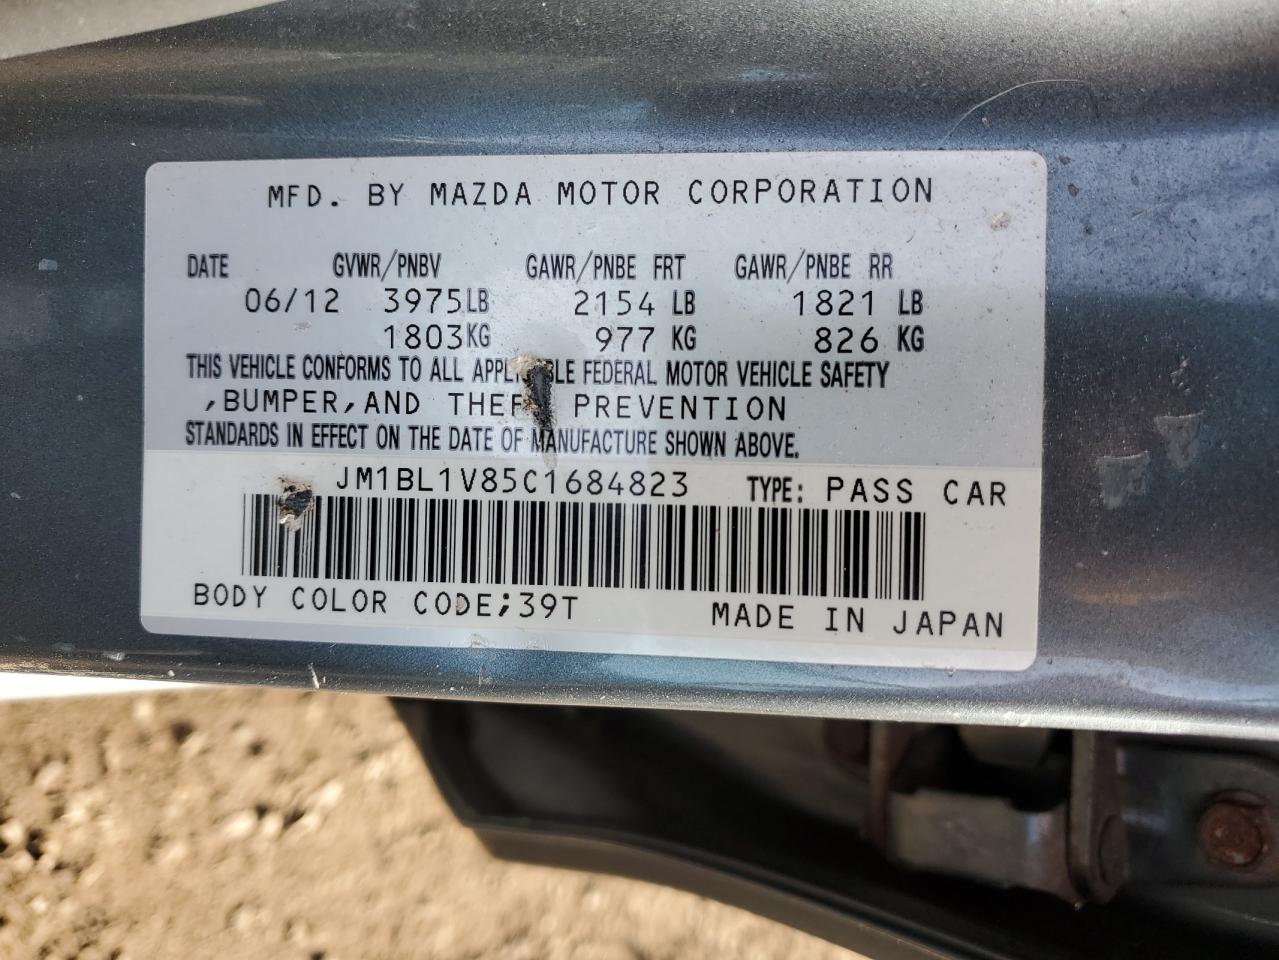 MFD. BY MAZDA MOTOR CORPORATION
DATE GVWR/PNBV GAWR/PNBE FRT GAWR/PNBE RR
06/12 3975LB 2154 LB 1821 LB
1803KG 977 KG 826 KG
THIS VEHICLE CONFORMS TO ALL APPLICABLE FEDERAL MOTOR VEHICLE SAFETY
,BUMPER,AND THEFT PREVENTION
STANDARDS IN EFFECT ON THE DATE OF MANUFACTURE SHOWN ABOVE.
JM1BL1V85C1684823 TYPE: PASS CAR
BODY COLOR CODE;39T MADE IN JAPAN